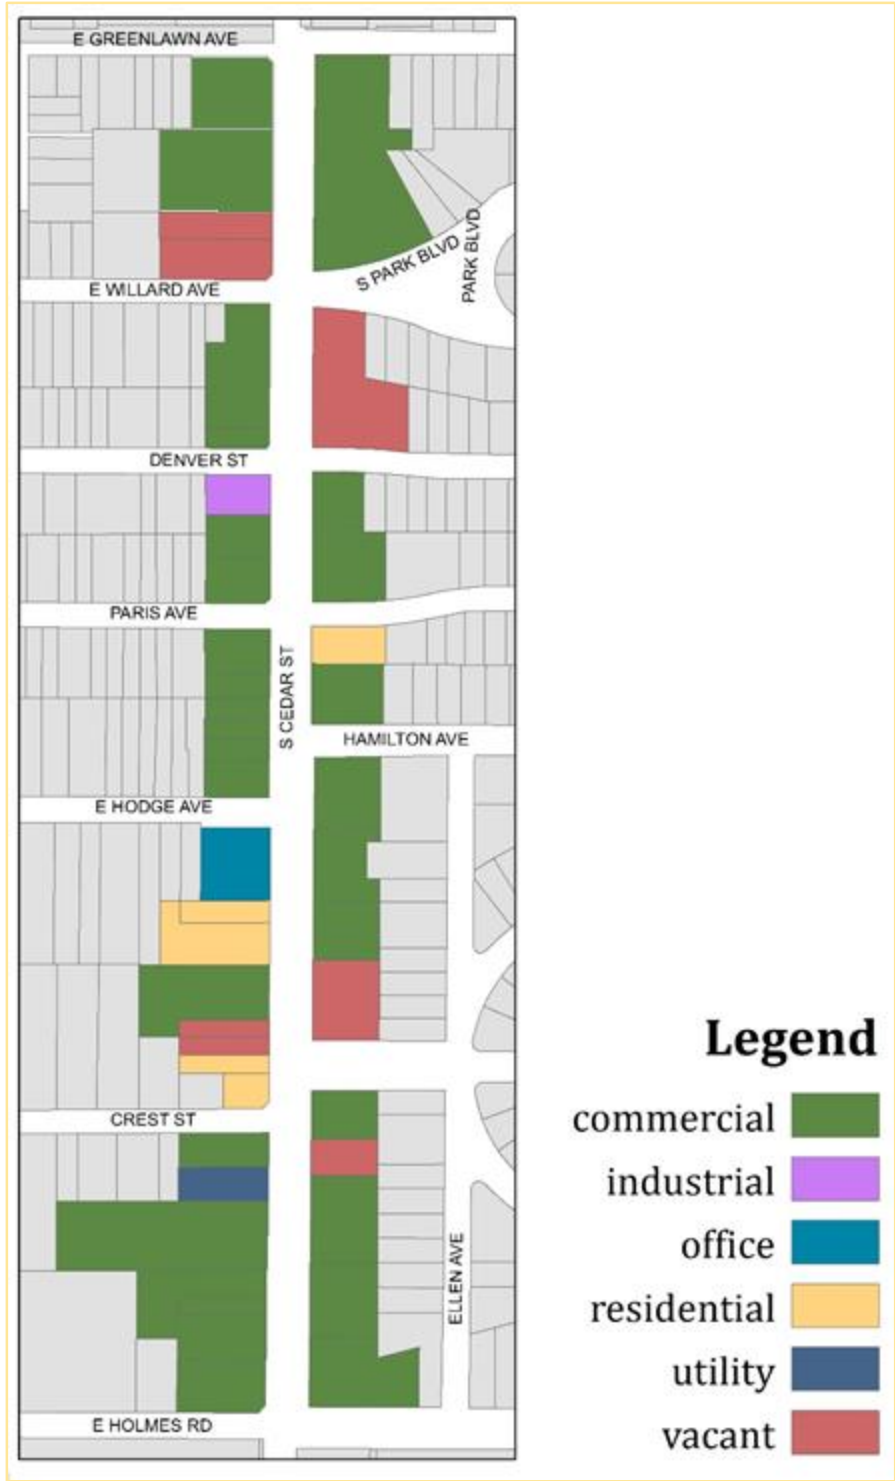 E GREENLAWN AVE
S PARK BLVD
PARK BLVD
E WILLARD AVE
DENVER ST
PARIS AVE
S CEDAR ST
HAMILTON AVE
E HODGE AVE
CREST ST
ELLEN AVE
E HOLMES RD
Legend
commercial
industrial
office
residential
utility
vacant